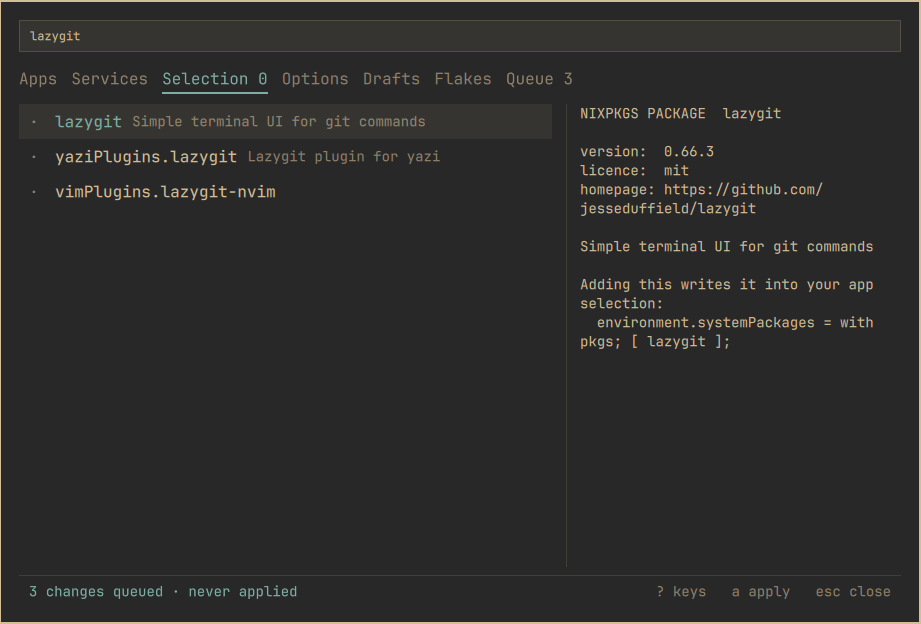 lazygit
Apps Services Selection 0 Options Drafts Flakes Queue 3
· lazygit Simple terminal UI for git commands
· yaziPlugins.lazygit Lazygit plugin for yazi
· vimPlugins.lazygit-nvim
NIXPKGS PACKAGE lazygit
version: 0.66.3
licence: mit
homepage: https://github.com/
jesseduffield/lazygit
Simple terminal UI for git commands
Adding this writes it into your app
selection:
environment.systemPackages = with
pkgs; [ lazygit ];
3 changes queued · never applied
? keys a apply esc close